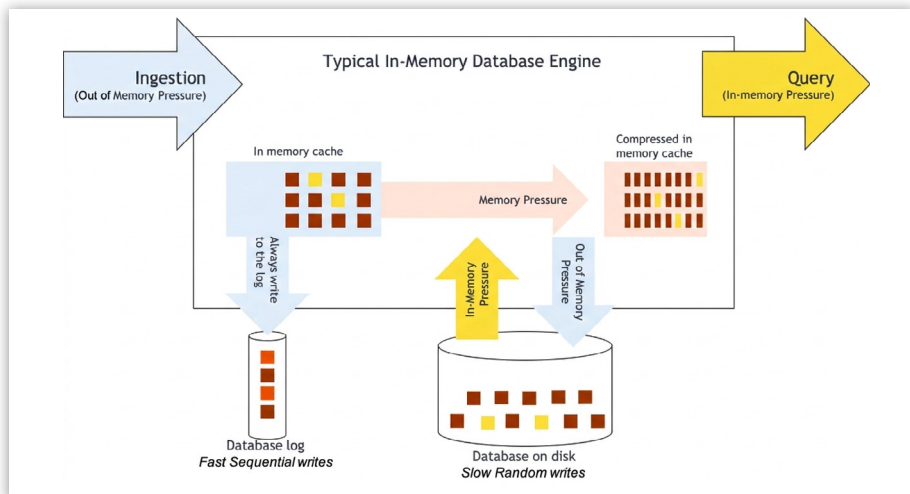 Typical In-Memory Database Engine
Ingestion
(Out of Memory Pressure)
Query
(In-memory Pressure)
In memory cache
Compressed in
memory cache
Memory Pressure
Always write
to the log
In-Memory
Pressure
Out of Memory
Pressure
Database log
Fast Sequential writes
Database on disk
Slow Random writes